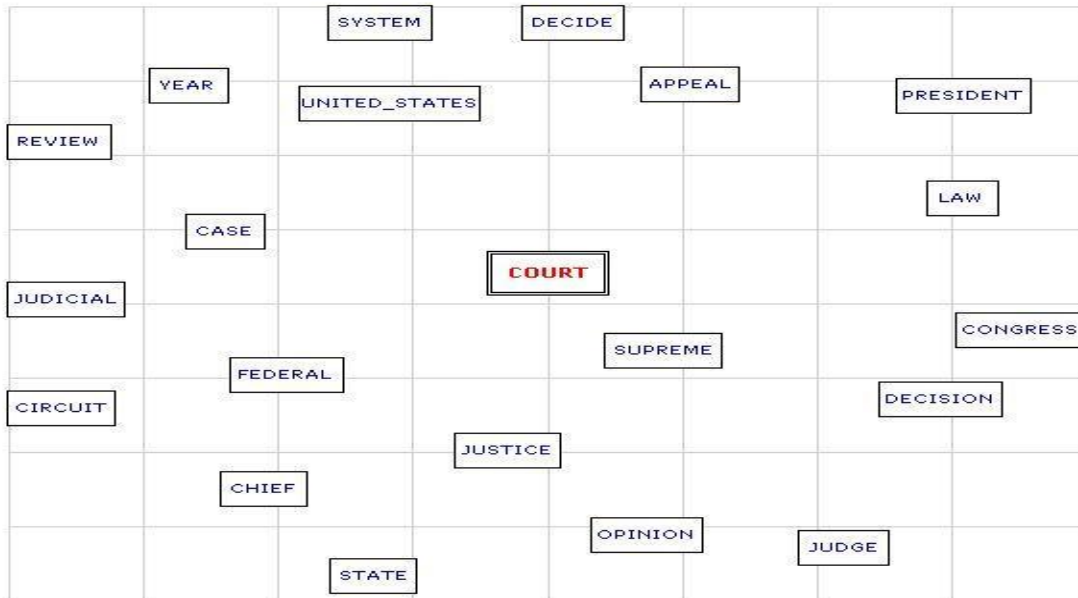 SYSTEM
DECIDE
YEAR
APPEAL
PRESIDENT
UNITED_STATES
REVIEW
LAW
CASE
COURT
JUDICIAL
CONGRESS
SUPREME
FEDERAL
DECISION
CIRCUIT
JUSTICE
CHIEF
OPINION
JUDGE
STATE